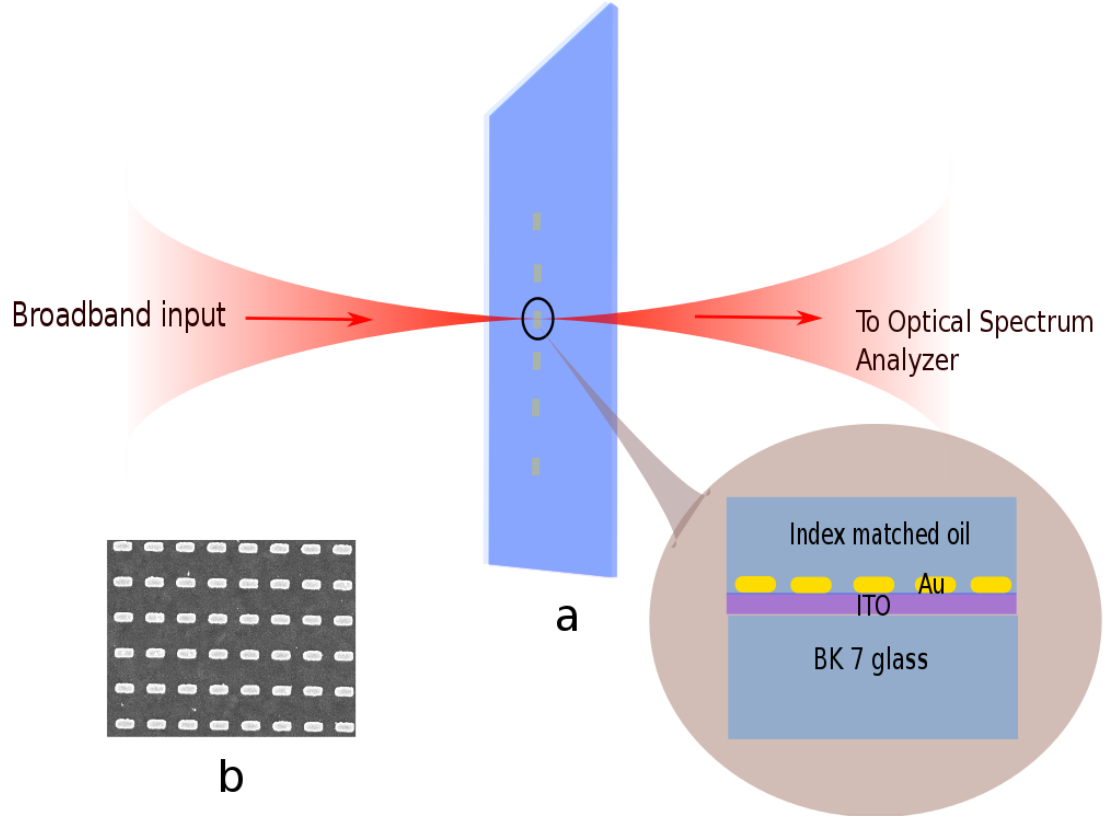 Broadband input
To Optical Spectrum
Analyzer
Index matched oil
Au
ITO
BK 7 glass
a
b